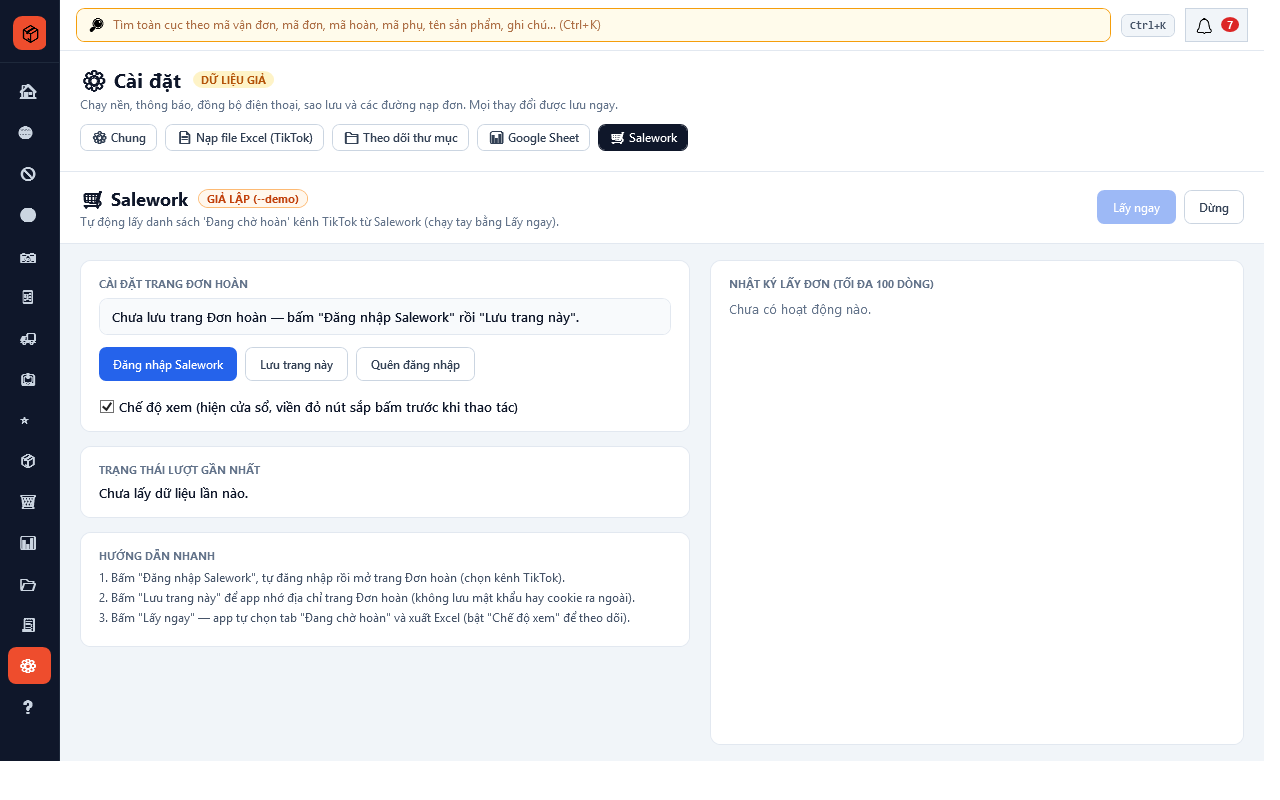 Tìm toàn cục theo mã vận đơn, mã đơn, mã hoàn, mã phụ, tên sản phẩm, ghi chú... (Ctrl+K)
Ctrl+K
7
Cài đặt
DỮ LIỆU GIẢ
Chạy nền, thông báo, đồng bộ điện thoại, sao lưu và các đường nạp đơn. Mọi thay đổi được lưu ngay.
Chung
Nạp file Excel (TikTok)
Theo dõi thư mục
Google Sheet
Salework
Salework
GIẢ LẬP (--demo)
Tự động lấy danh sách 'Đang chờ hoàn' kênh TikTok từ Salework (chạy tay bằng Lấy ngay).
Lấy ngay
Dừng
CÀI ĐẶT TRANG ĐƠN HOÀN
Chưa lưu trang Đơn hoàn — bấm "Đăng nhập Salework" rồi "Lưu trang này".
Đăng nhập Salework
Lưu trang này
Quên đăng nhập
Chế độ xem (hiện cửa sổ, viền đỏ nút sắp bấm trước khi thao tác)
TRẠNG THÁI LƯỢT GẦN NHẤT
Chưa lấy dữ liệu lần nào.
HƯỚNG DẪN NHANH
1. Bấm "Đăng nhập Salework", tự đăng nhập rồi mở trang Đơn hoàn (chọn kênh TikTok).
2. Bấm "Lưu trang này" để app nhớ địa chỉ trang Đơn hoàn (không lưu mật khẩu hay cookie ra ngoài).
3. Bấm "Lấy ngay" — app tự chọn tab "Đang chờ hoàn" và xuất Excel (bật "Chế độ xem" để theo dõi).
NHẬT KÝ LẤY ĐƠN (TỐI ĐA 100 DÒNG)
Chưa có hoạt động nào.